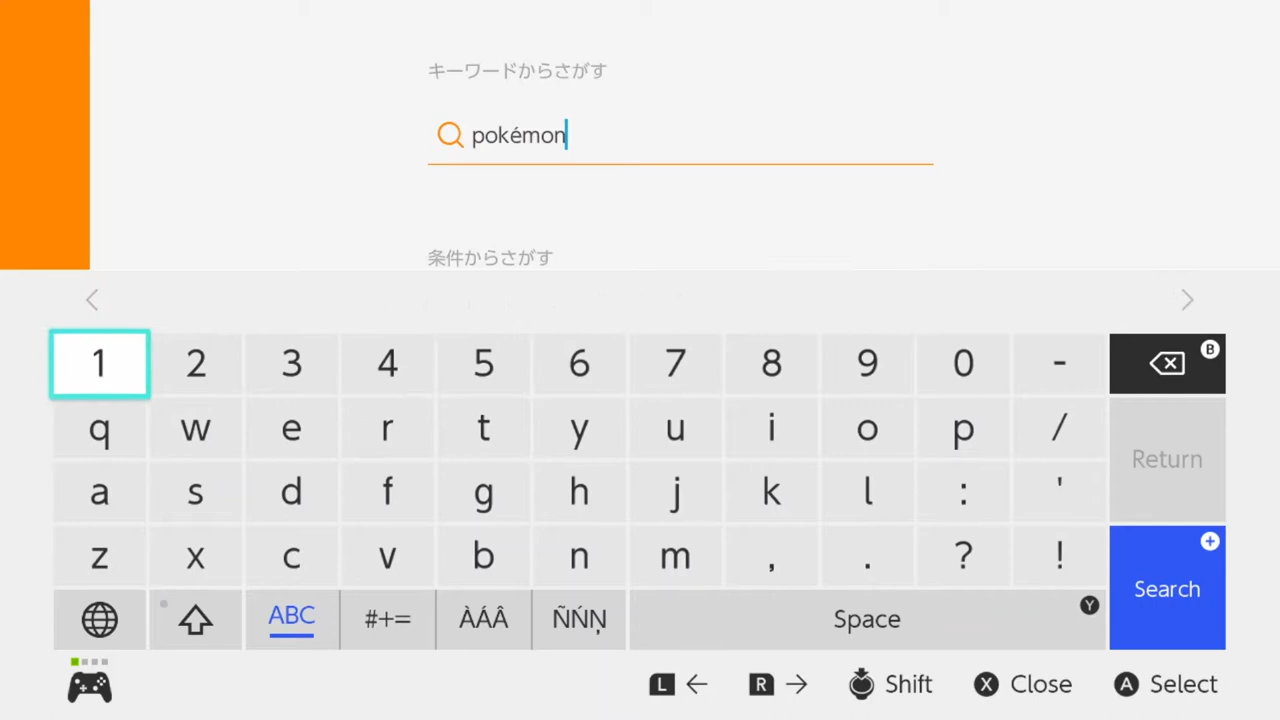 キーワードからさがす
pokémon
条件からさがす
1 2 3 4 5 6 7 8 9 0 - B
q w e r t y u i o p / Return
a s d f g h j k l : '
z x c v b n m , . ? ! +
Search
ABC #+= ÀÁÂ ÑŃŅ Space Y
L ← R → Shift X Close A Select